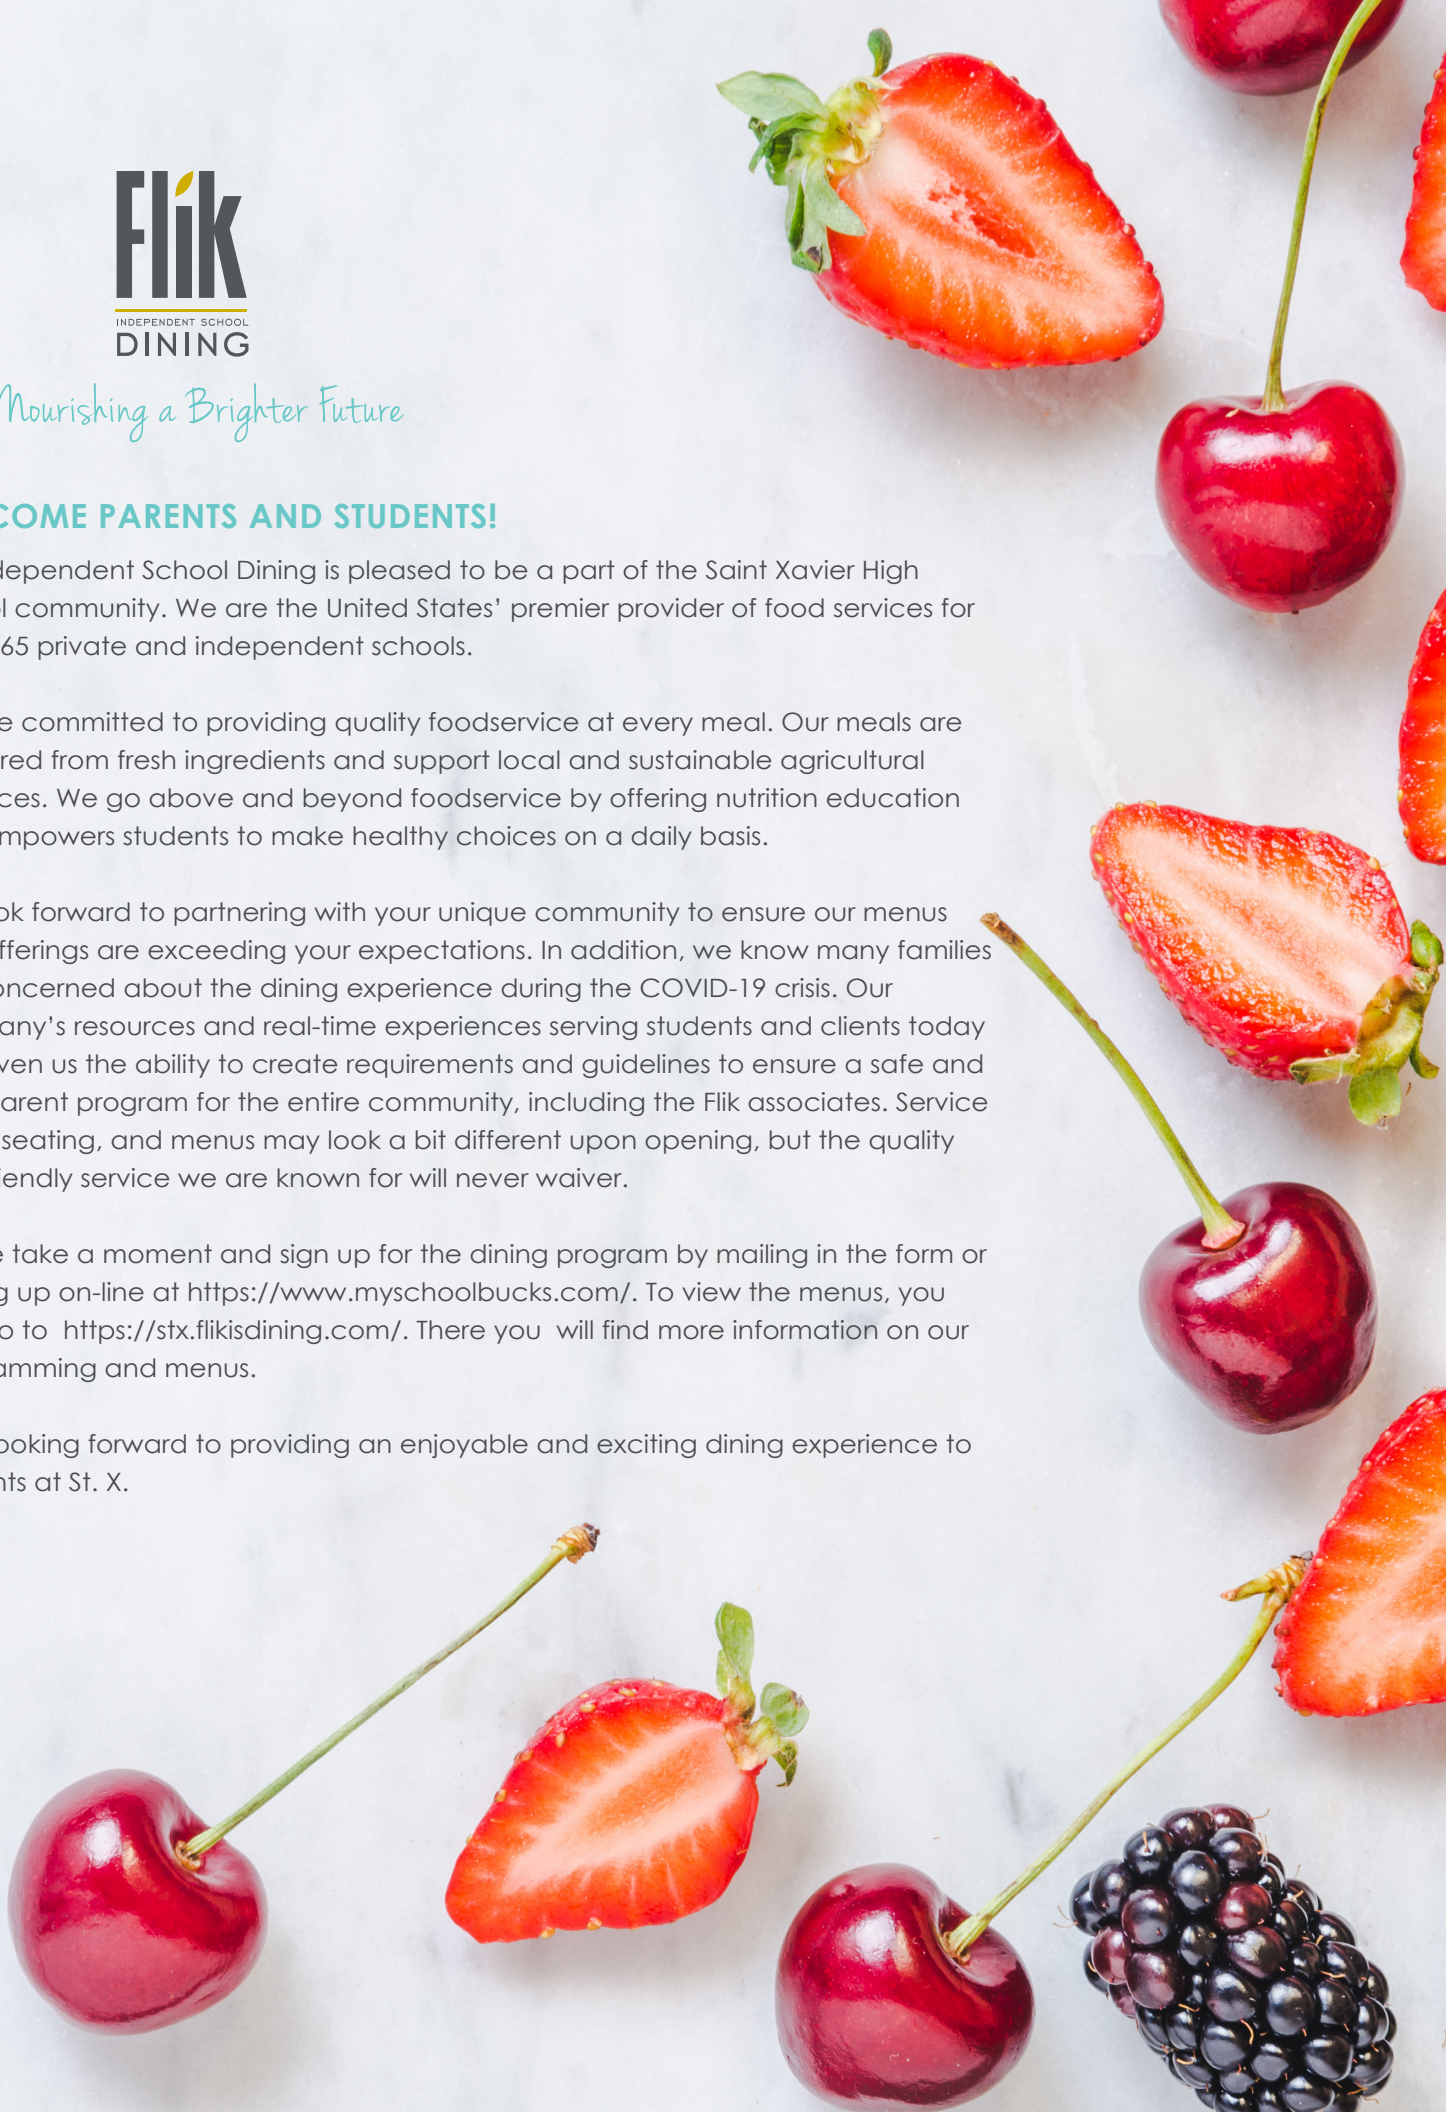 Flik
INDEPENDENT SCHOOL
DINING
Nourishing a Brighter Future
COME PARENTS AND STUDENTS!
dependent School Dining is pleased to be a part of the Saint Xavier High
l community. We are the United States' premier provider of food services for
65 private and independent schools.
e committed to providing quality foodservice at every meal. Our meals are
red from fresh ingredients and support local and sustainable agricultural
ces. We go above and beyond foodservice by offering nutrition education
mpowers students to make healthy choices on a daily basis.
ok forward to partnering with your unique community to ensure our menus
fferings are exceeding your expectations. In addition, we know many families
oncerned about the dining experience during the COVID-19 crisis. Our
any's resources and real-time experiences serving students and clients today
ven us the ability to create requirements and guidelines to ensure a safe and
arent program for the entire community, including the Flik associates. Service
seating, and menus may look a bit different upon opening, but the quality
iendly service we are known for will never waiver.
e take a moment and sign up for the dining program by mailing in the form or
g up on-line at https://www.myschoolbucks.com/. To view the menus, you
o to https://stx.flikisdining.com/. There you will find more information on our
amming and menus.
ooking forward to providing an enjoyable and exciting dining experience to
nts at St. X.